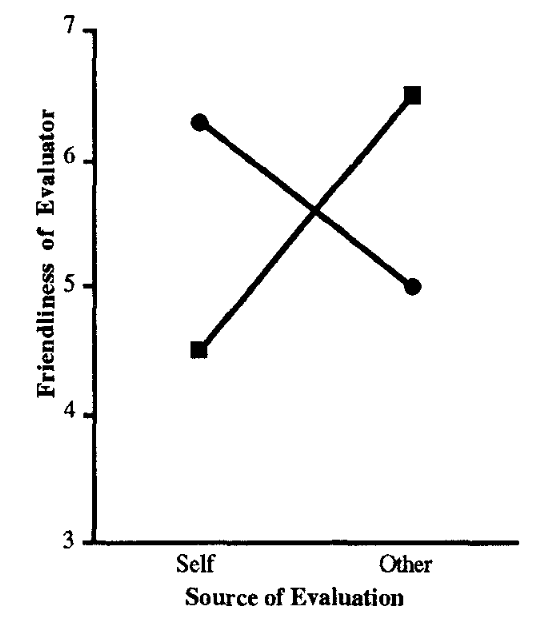 7
6
5
4
3
Friendliness of Evaluator
Self Other
Source of Evaluation